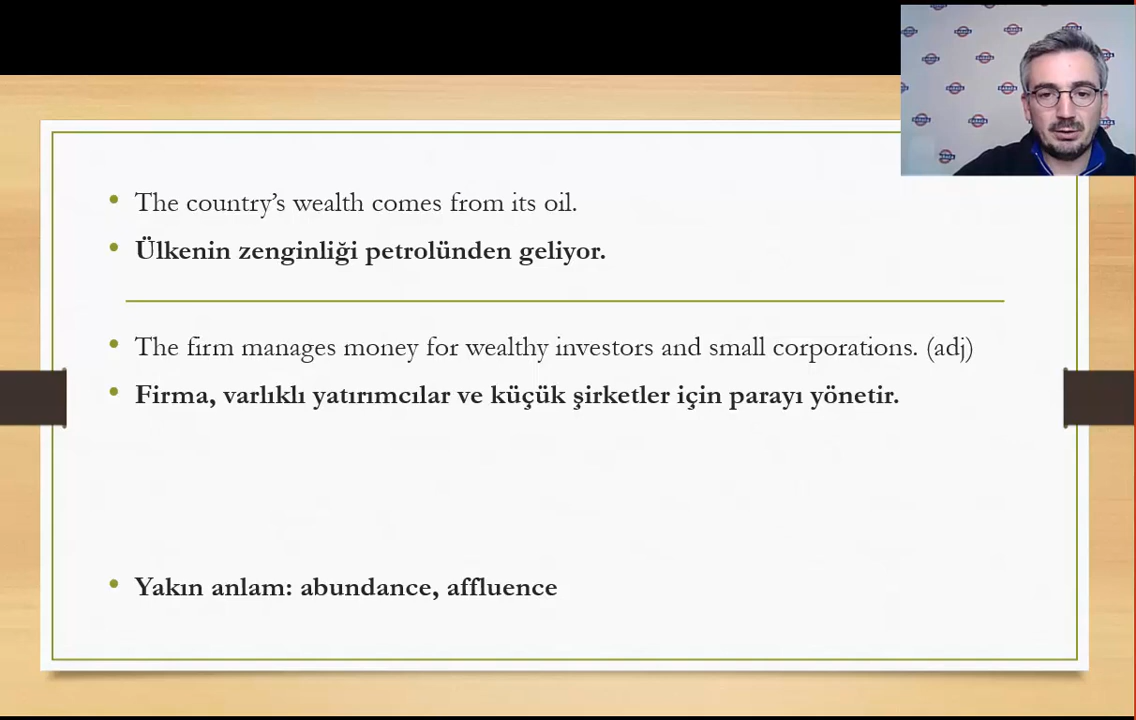 The country’s wealth comes from its oil.
Ülkenin zenginliği petrolünden geliyor.
The firm manages money for wealthy investors and small corporations. (adj)
Firma, varlıklı yatırımcılar ve küçük şirketler için parayı yönetir.
Yakın anlam: abundance, affluence